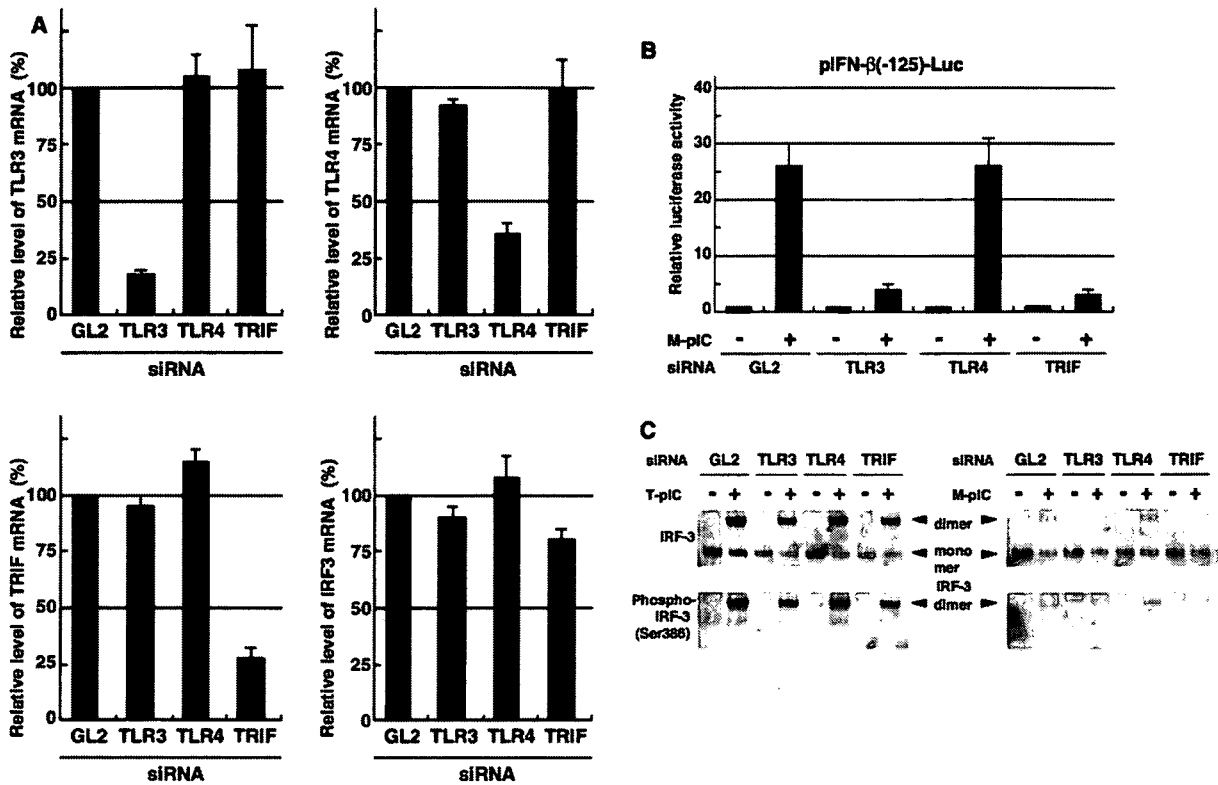 A
Relative level of TLR3 mRNA (%)
100
75
50
25
0
GL2 TLR3 TLR4 TRIF
siRNA
Relative level of TLR4 mRNA (%)
100
75
50
25
0
GL2 TLR3 TLR4 TRIF
siRNA
Relative level of TRIF mRNA (%)
100
75
50
25
0
GL2 TLR3 TLR4 TRIF
siRNA
Relative level of IRF3 mRNA (%)
100
75
50
25
0
GL2 TLR3 TLR4 TRIF
siRNA
B
pIFN-β(-125)-Luc
Relative luciferase activity
40
30
20
10
0
M-pIC - + - + - + - +
siRNA GL2 TLR3 TLR4 TRIF
C
siRNA GL2 TLR3 TLR4 TRIF
T-pIC - + - + - + - +
IRF-3
Phospho-
IRF-3
(Ser386)
dimer
mono
mer
IRF-3
dimer
siRNA GL2 TLR3 TLR4 TRIF
M-pIC - + - + - + - +